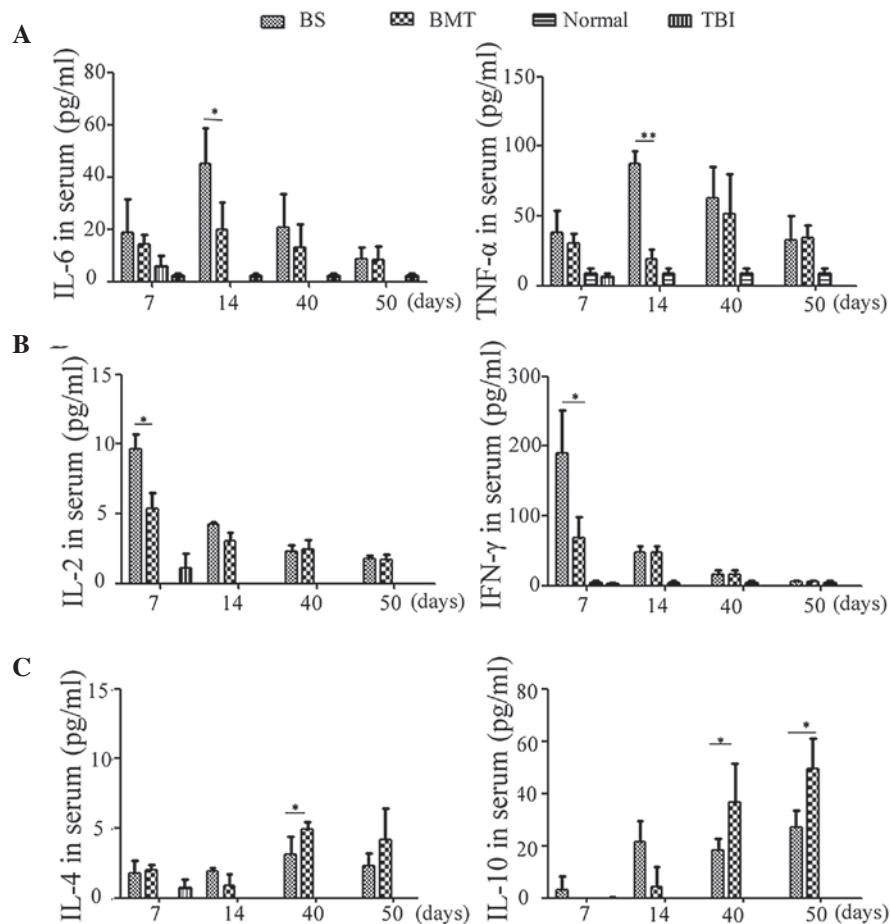 BS BMT Normal TBI
A
IL-6 in serum (pg/ml)
80
60
40
20
0
*
7 14 40 50 (days)
TNF-α in serum (pg/ml)
150
100
50
0
**
7 14 40 50 (days)
B
IL-2 in serum (pg/ml)
15
10
5
0
*
7 14 40 50 (days)
IFN-γ in serum (pg/ml)
300
200
100
0
*
7 14 40 50 (days)
C
IL-4 in serum (pg/ml)
15
10
5
0
*
7 14 40 50 (days)
IL-10 in serum (pg/ml)
80
60
40
20
0
*
*
7 14 40 50 (days)